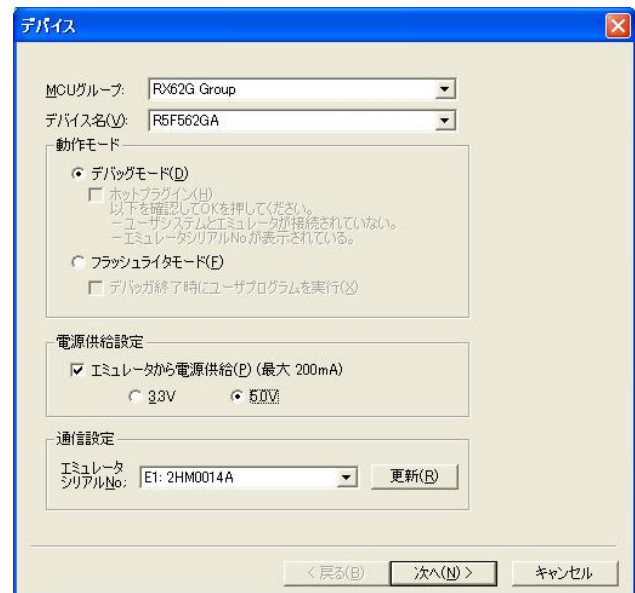 デバイス
MCUグループ: RX62G Group
デバイス名(V): R5F562GA
動作モード
デバッグモード(D)
ホットプラグイン(H)
以下を確認してOKを押してください。
－ユーザシステムとエミュレータが接続されていない。
－エミュレータシリアルNo.が表示されている。
フラッシュライタモード(F)
デバッガ終了時にユーザプログラムを実行(X)
電源供給設定
エミュレータから電源供給(P) (最大 200mA)
3.3V 5.0V
通信設定
エミュレータ
シリアルNo.: E1: 2HM0014A 更新(R)
< 戻る(B) 次へ(N) > キャンセル